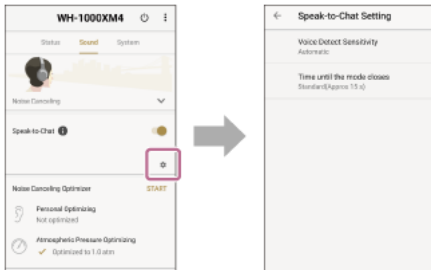 WH-1000XM4
Status Sound System
Noise Canceling
Speak-to-Chat
Noise Canceling Optimizer START
Personal Optimizing
Not optimized
Atmospheric Pressure Optimizing
Optimized to 1.0 atm
Speak-to-Chat Setting
Voice Detect Sensitivity
Automatic
Time until the mode closes
Standard(Approx 15 s)